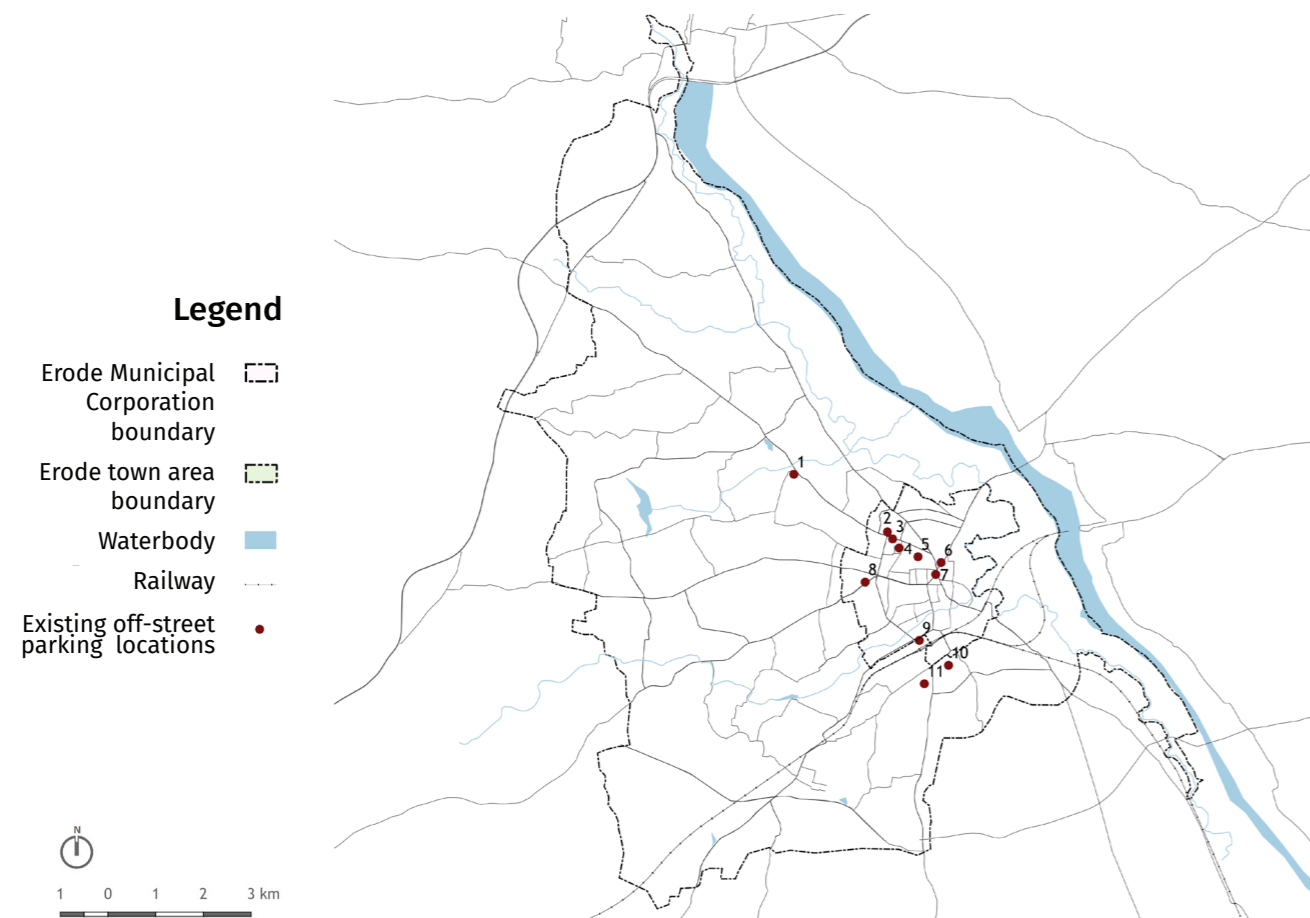 Legend
Erode Municipal
Corporation
boundary
Erode town area
boundary
Waterbody
Railway
Existing off-street
parking locations
N
1 0 1 2 3 km
1
2
3
4
5
6
7
8
9
10
11